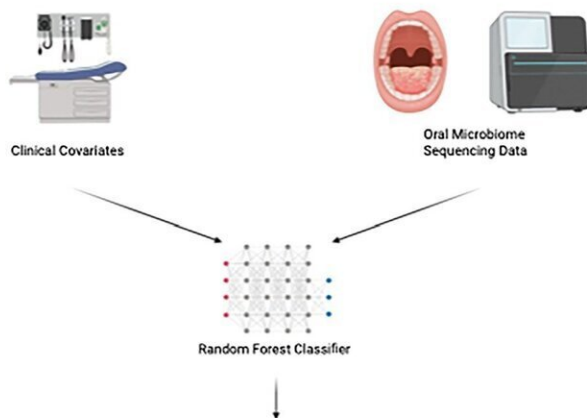 Clinical Covariates
Oral Microbiome
Sequencing Data
Random Forest Classifier